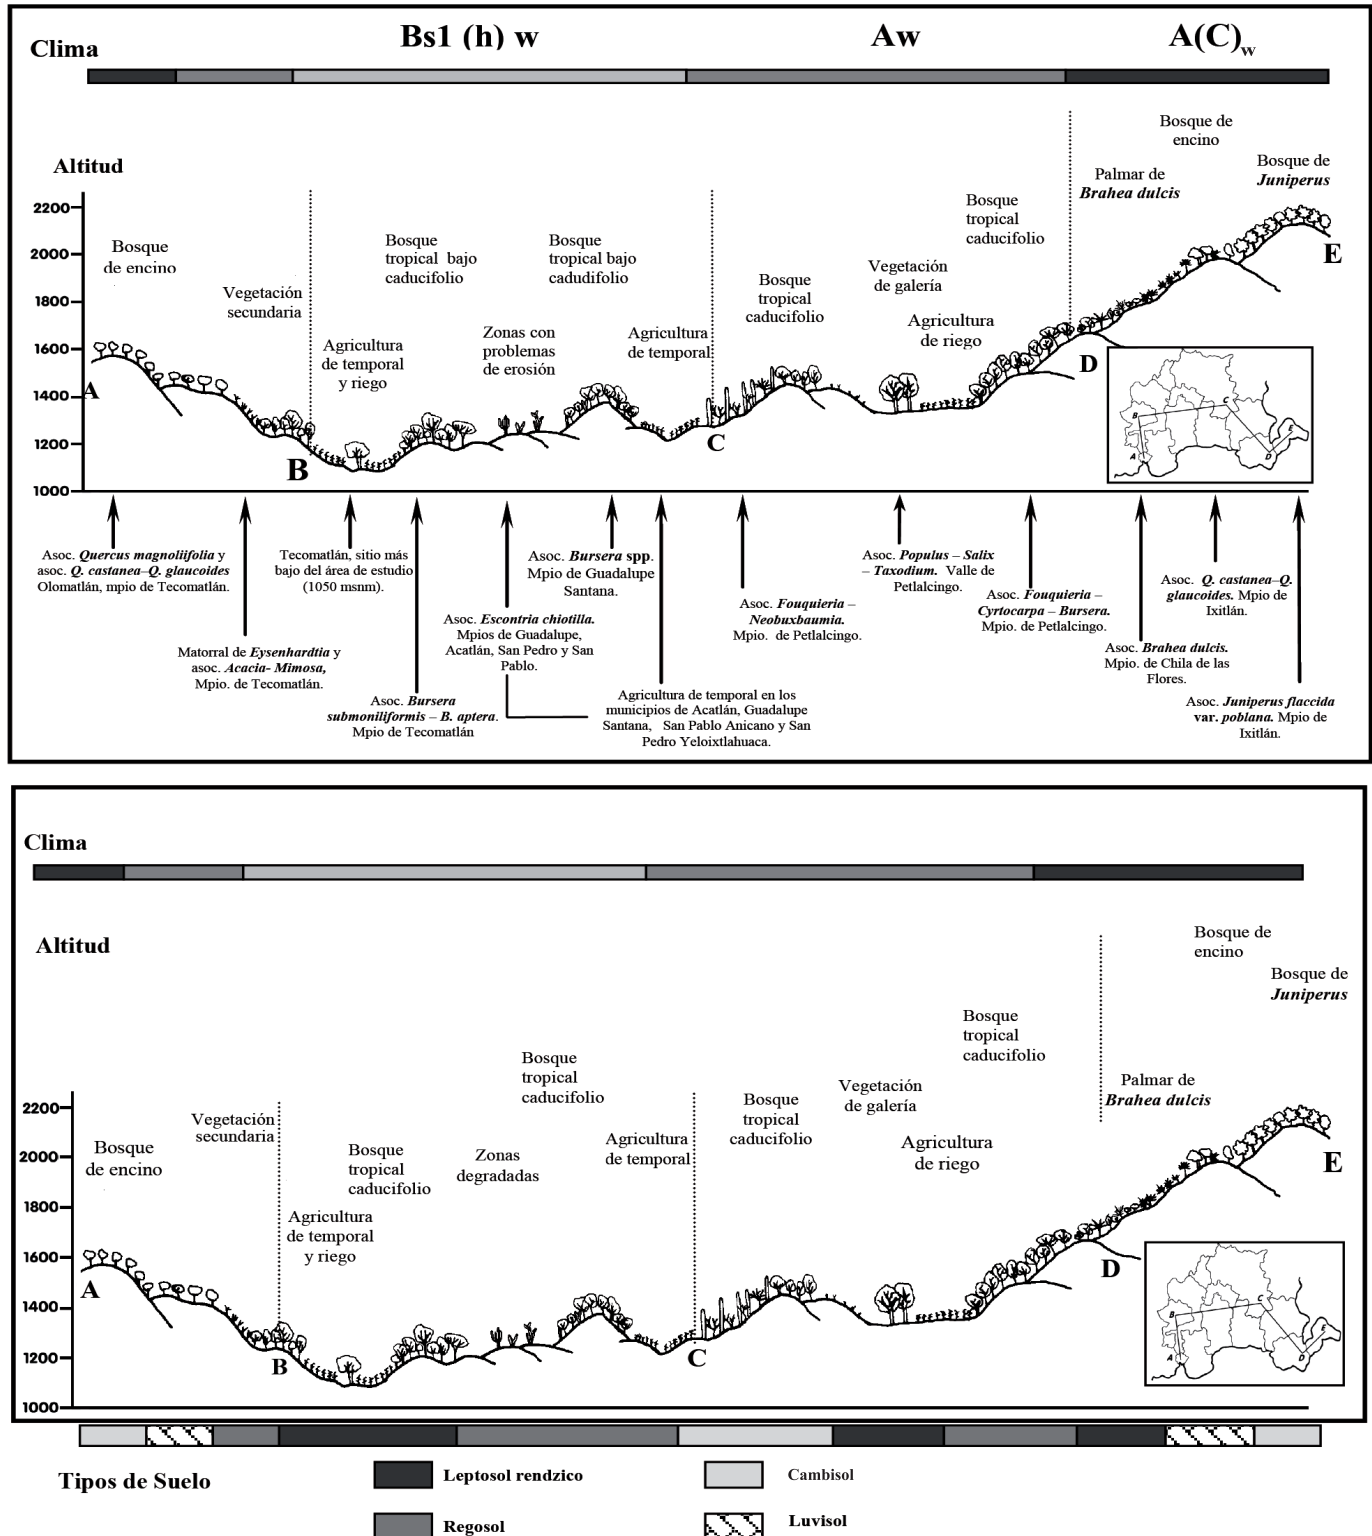 Clima
Bs1 (h) w
Aw
A(C)w
Altitud
2200
2000
1800
1600
1400
1200
1000
Bosque
de encino
Vegetación
secundaria
Agricultura
de temporal
y riego
Bosque
tropical bajo
caducifolio
Zonas con
problemas
de erosión
Bosque
tropical bajo
cadudifolio
Agricultura
de temporal
Bosque
tropical
caducifolio
Vegetación
de galería
Agricultura
de riego
Bosque
tropical
caducifolio
Palmar de
Brahea dulcis
Bosque de
encino
Bosque de
Juniperus
A
B
C
D
E
A
B
C
D
E
Asoc. Quercus magnoliifolia y
asoc. Q. castanea–Q. glaucoides
Olomatlán, mpio de Tecomatlán.
Matorral de Eysenhardtia y
asoc. Acacia- Mimosa,
Mpio. de Tecomatlán.
Tecomatlán, sitio más
bajo del área de estudio
(1050 msnm).
Asoc. Bursera
submoniliformis – B. aptera.
Mpio de Tecomatlán
Asoc. Escontria chiotilla.
Mpios de Guadalupe,
Acatlán, San Pedro y San
Pablo.
Asoc. Bursera spp.
Mpio de Guadalupe
Santana.
Agricultura de temporal en los
municipios de Acatlán, Guadalupe
Santana, San Pablo Anicano y San
Pedro Yeloixtlahuaca.
Asoc. Fouquieria –
Neobuxbaumia.
Mpio. de Petlalcingo.
Asoc. Populus – Salix
– Taxodium. Valle de
Petlalcingo.
Asoc. Fouquieria –
Cyrtocarpa – Bursera.
Mpio. de Petlalcingo.
Asoc. Brahea dulcis.
Mpio. de Chila de las
Flores.
Asoc. Q. castanea–Q.
glaucoides. Mpio de
Ixitlán.
Asoc. Juniperus flaccida
var. poblana. Mpio de
Ixitlán.
Clima
Altitud
2200
2000
1800
1600
1400
1200
1000
Bosque
de encino
Vegetación
secundaria
Agricultura
de temporal
y riego
Bosque
tropical
caducifolio
Zonas
degradadas
Bosque
tropical
caducifolio
Agricultura
de temporal
Bosque
tropical
caducifolio
Vegetación
de galería
Agricultura
de riego
Bosque
tropical
caducifolio
Palmar de
Brahea dulcis
Bosque de
encino
Bosque de
Juniperus
A
B
C
D
E
A
B
C
D
E
Tipos de Suelo
Leptosol rendzico
Cambisol
Regosol
Luvisol